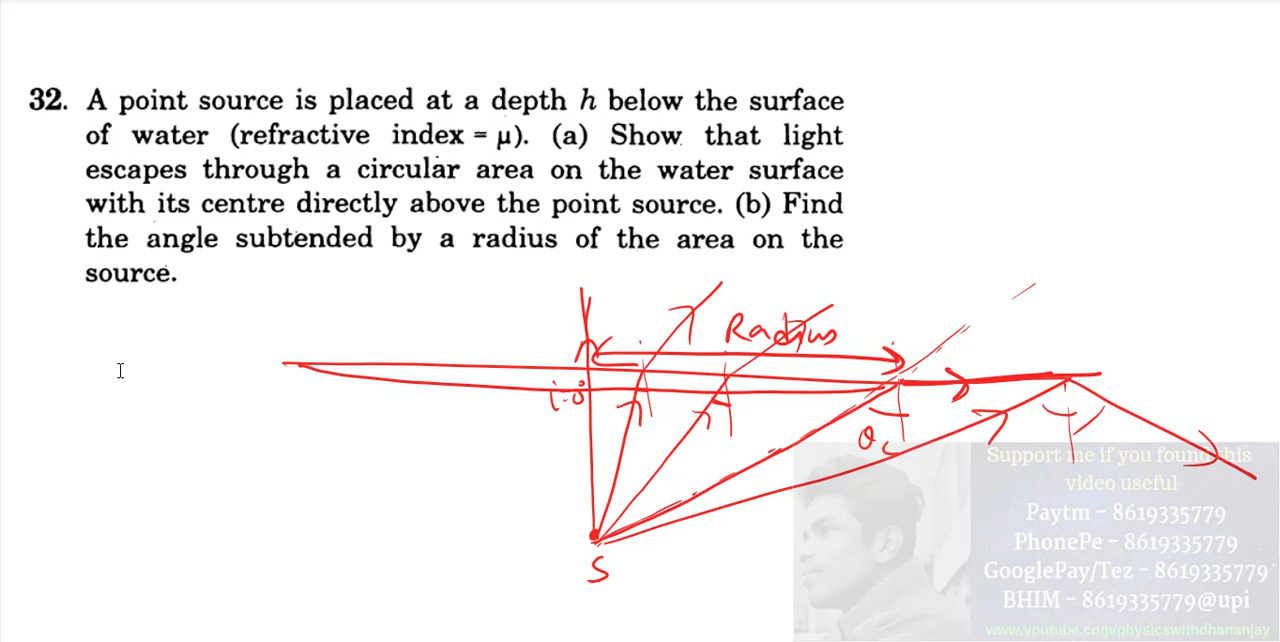 32. A point source is placed at a depth h below the surface
of water (refractive index = μ). (a) Show that light
escapes through a circular area on the water surface
with its centre directly above the point source. (b) Find
the angle subtended by a radius of the area on the
source.
Radius
i=0
θc
S
Support me if you found this
video useful
Paytm - 8619335779
PhonePe - 8619335779
GooglePay/Tez - 8619335779
BHIM - 8619335779@upi
www.youtube.com/physicswithdhananjay